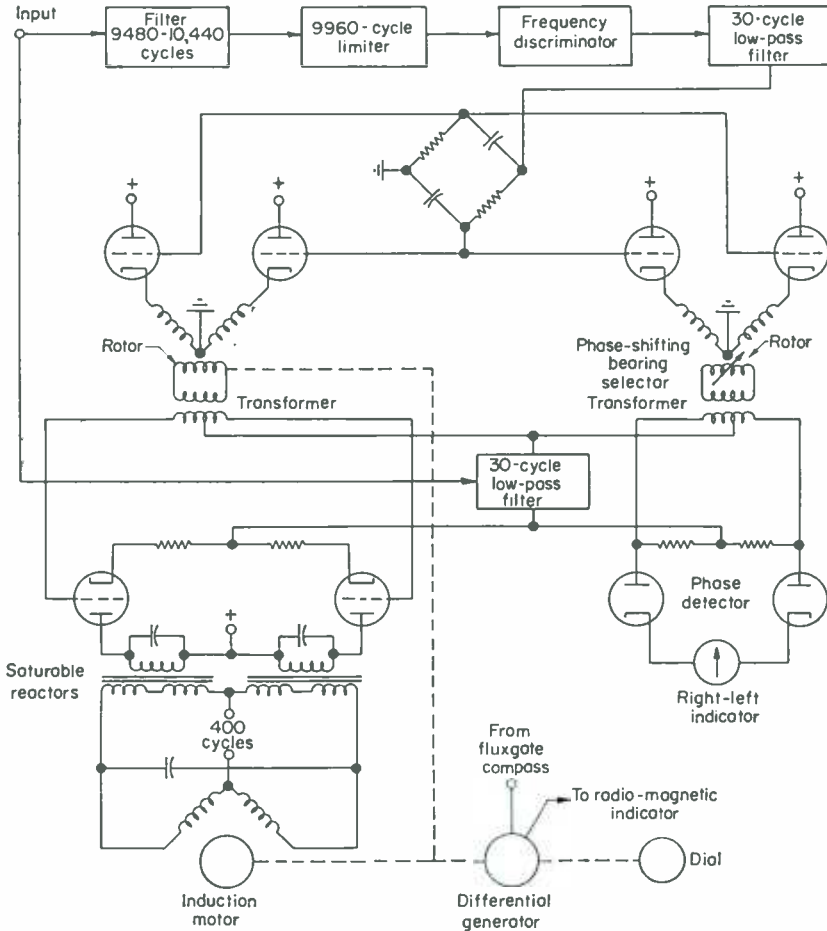 Input
Filter
9480-10,440
cycles
9960-cycle
limiter
Frequency
discriminator
30-cycle
low-pass
filter
+
+
+
+
Rotor
Transformer
Phase-shifting
bearing
selector
Transformer
Rotor
30-cycle
low-pass
filter
+
Phase
detector
Saturable
reactors
Right-left
indicator
400
cycles
From
fluxgate
compass
To radio-magnetic
indicator
Induction
motor
Differential
generator
Dial